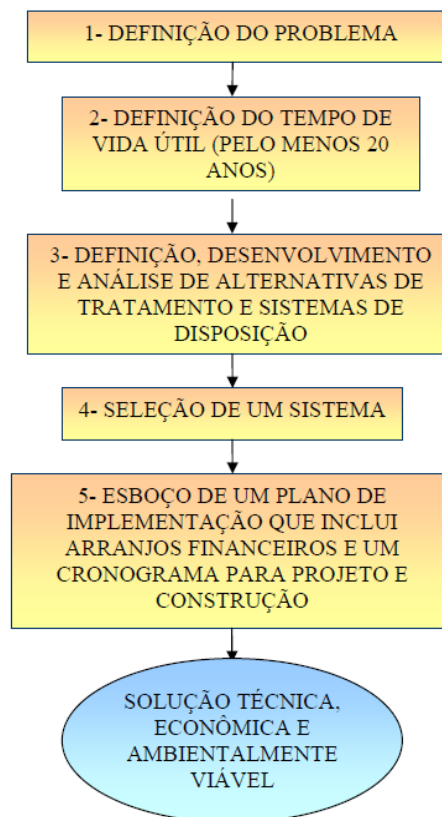 1- DEFINIÇÃO DO PROBLEMA
2- DEFINIÇÃO DO TEMPO DE
VIDA ÚTIL (PELO MENOS 20
ANOS)
3- DEFINIÇÃO, DESENVOLVIMENTO
E ANÁLISE DE ALTERNATIVAS DE
TRATAMENTO E SISTEMAS DE
DISPOSIÇÃO
4- SELEÇÃO DE UM SISTEMA
5- ESBOÇO DE UM PLANO DE
IMPLEMENTAÇÃO QUE INCLUI
ARRANJOS FINANCEIROS E UM
CRONOGRAMA PARA PROJETO E
CONSTRUÇÃO
SOLUÇÃO TÉCNICA,
ECONÔMICA E
AMBIENTALMENTE
VIÁVEL